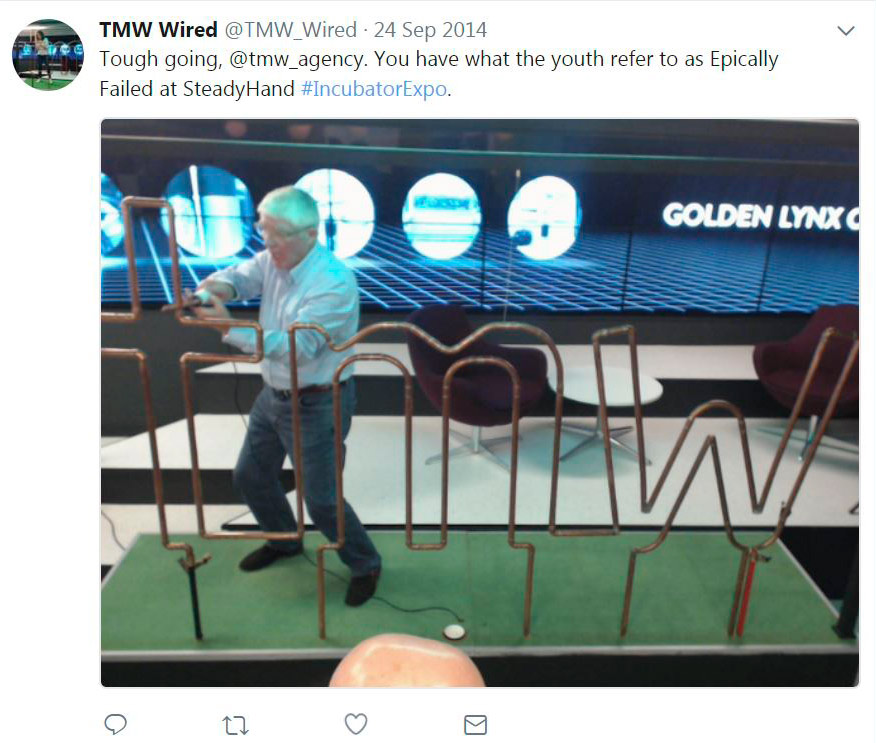 TMW Wired @TMW_Wired · 24 Sep 2014
Tough going, @tmw_agency. You have what the youth refer to as Epically
Failed at SteadyHand #IncubatorExpo.
GOLDEN LYNX
tmw